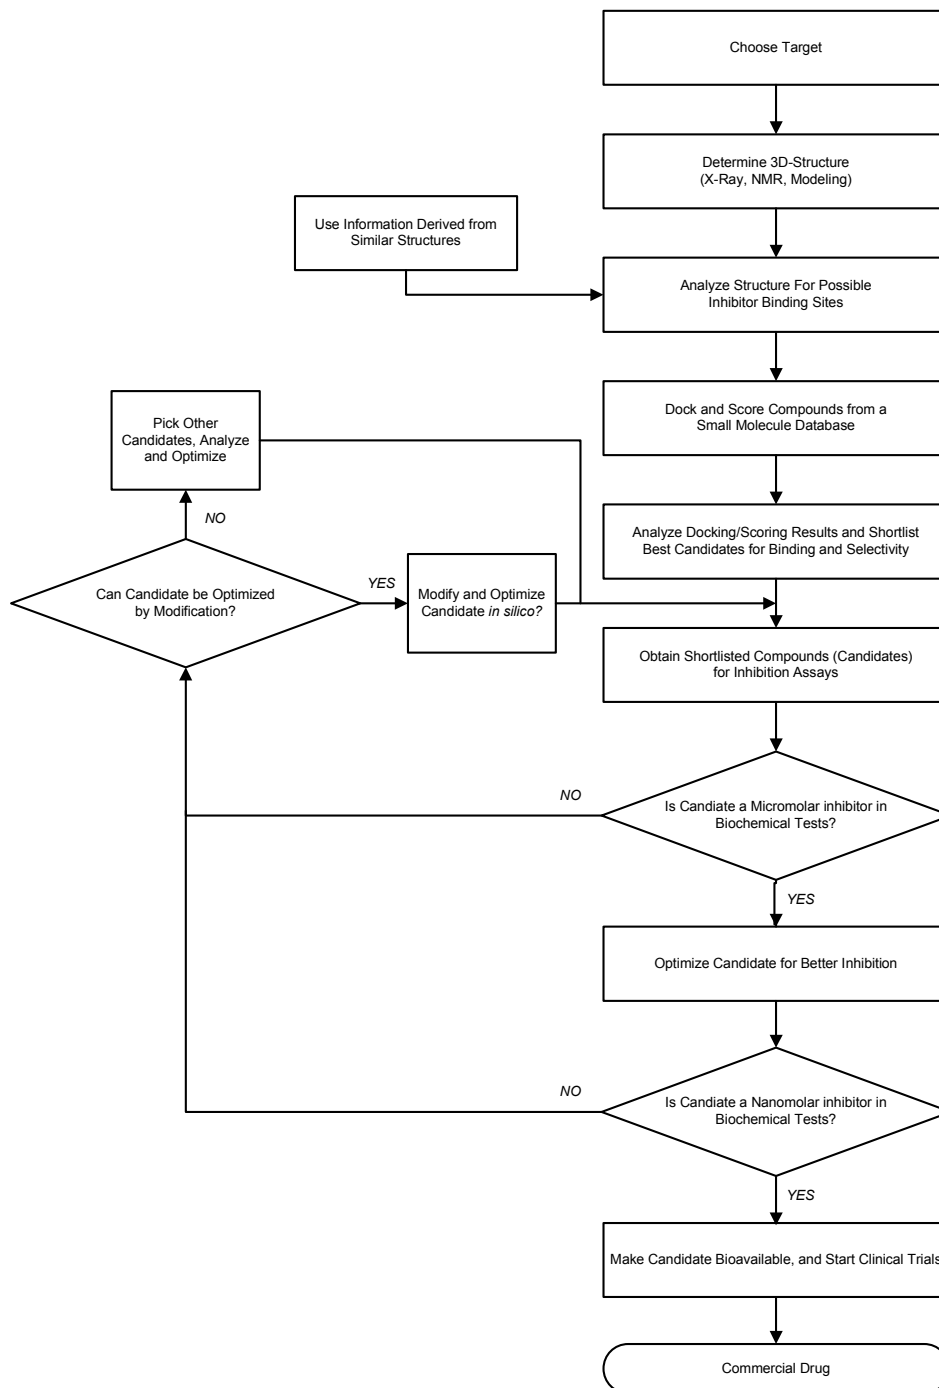 Choose Target
Determine 3D-Structure
(X-Ray, NMR, Modeling)
Use Information Derived from
Similar Structures
Analyze Structure For Possible
Inhibitor Binding Sites
Dock and Score Compounds from a
Small Molecule Database
Pick Other
Candidates, Analyze
and Optimize
NO
Analyze Docking/Scoring Results and Shortlist
Best Candidates for Binding and Selectivity
Can Candidate be Optimized
by Modification?
YES
Modify and Optimize
Candidate in silico?
Obtain Shortlisted Compounds (Candidates)
for Inhibition Assays
NO
Is Candiate a Micromolar inhibitor in
Biochemical Tests?
YES
Optimize Candidate for Better Inhibition
NO
Is Candiate a Nanomolar inhibitor in
Biochemical Tests?
YES
Make Candidate Bioavailable, and Start Clinical Trials
Commercial Drug